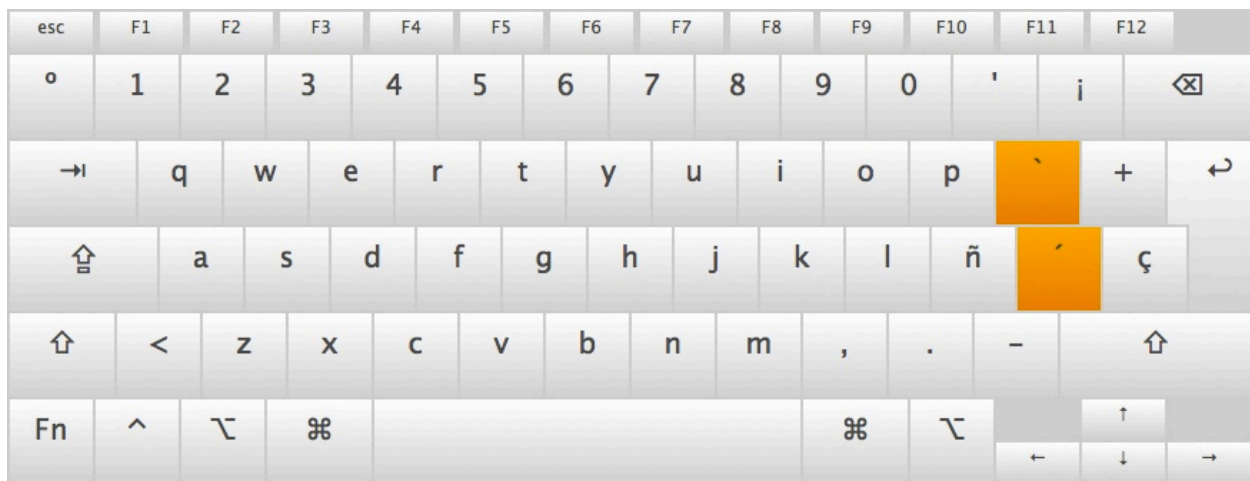 esc F1 F2 F3 F4 F5 F6 F7 F8 F9 F10 F11 F12
º 1 2 3 4 5 6 7 8 9 0 ' ¡ ⌫
⇥ q w e r t y u i o p ` + ↩
⇪ a s d f g h j k l ñ ´ ç
⇧ < z x c v b n m , . - ⇧
Fn ^ ⌥ ⌘ ⌘ ⌥ ↑
← ↓ →